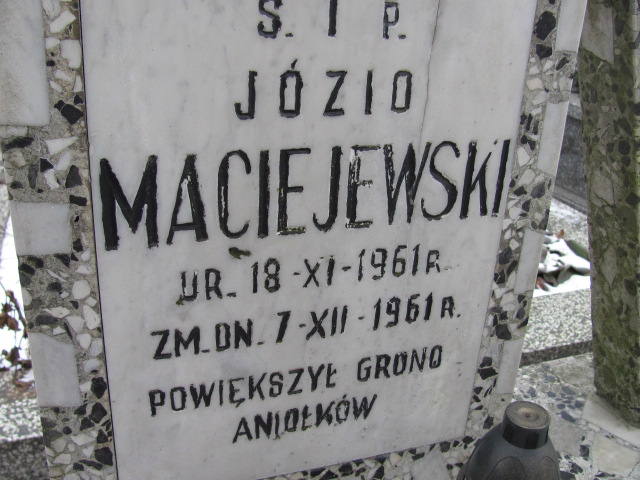 Ś. I P.
JÓZIO
MACIEJEWSKI
UR. 18-XI-1961 R.
ZM. DN. 7-XII-1961 R.
POWIĘKSZYŁ GRONO
ANIOŁKÓW